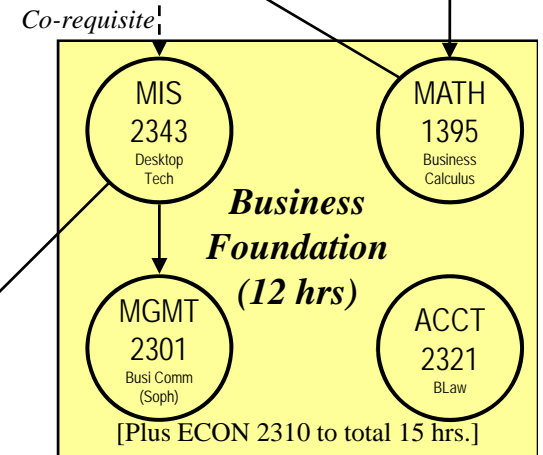 Co-requisite
MIS
2343
Desktop
Tech
MATH
1395
Business
Calculus
Business
Foundation
(12 hrs)
MGMT
2301
Busi Comm
(Soph)
ACCT
2321
BLaw
[Plus ECON 2310 to total 15 hrs.]